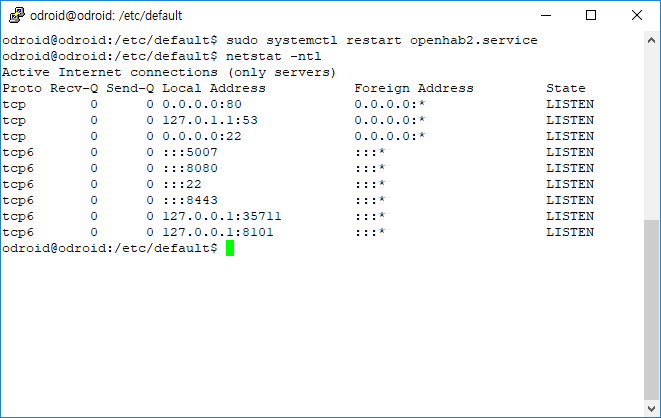 odroid@odroid: /etc/default
odroid@odroid:/etc/default$ sudo systemctl restart openhab2.service
odroid@odroid:/etc/default$ netstat -ntl
Active Internet connections (only servers)
Proto Recv-Q Send-Q Local Address           Foreign Address         State
tcp        0      0 0.0.0.0:80              0.0.0.0:*               LISTEN
tcp        0      0 127.0.1.1:53            0.0.0.0:*               LISTEN
tcp        0      0 0.0.0.0:22              0.0.0.0:*               LISTEN
tcp6       0      0 :::5007                 :::*                    LISTEN
tcp6       0      0 :::8080                 :::*                    LISTEN
tcp6       0      0 :::22                   :::*                    LISTEN
tcp6       0      0 :::8443                 :::*                    LISTEN
tcp6       0      0 127.0.0.1:35711         :::*                    LISTEN
tcp6       0      0 127.0.0.1:8101          :::*                    LISTEN
odroid@odroid:/etc/default$